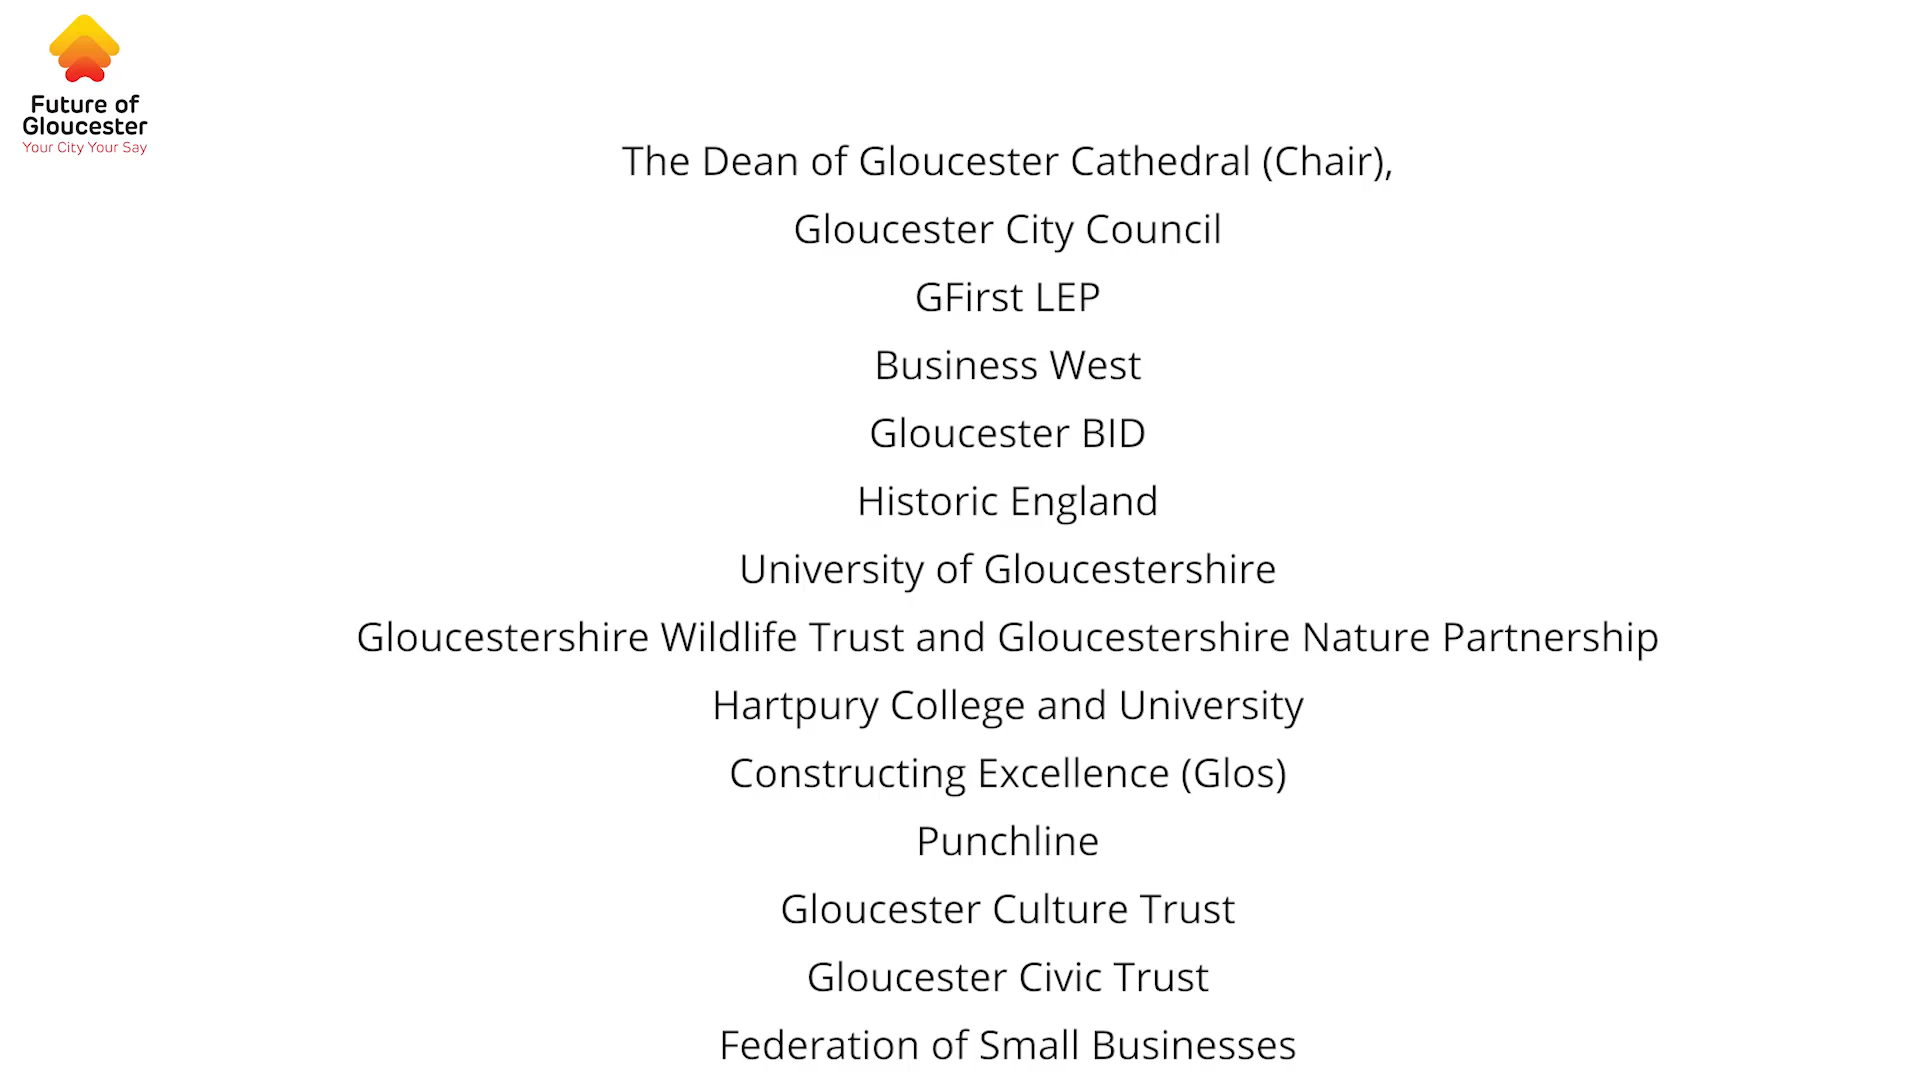 Future of
Gloucester
Your City Your Say
The Dean of Gloucester Cathedral (Chair),
Gloucester City Council
GFirst LEP
Business West
Gloucester BID
Historic England
University of Gloucestershire
Gloucestershire Wildlife Trust and Gloucestershire Nature Partnership
Hartpury College and University
Constructing Excellence (Glos)
Punchline
Gloucester Culture Trust
Gloucester Civic Trust
Federation of Small Businesses